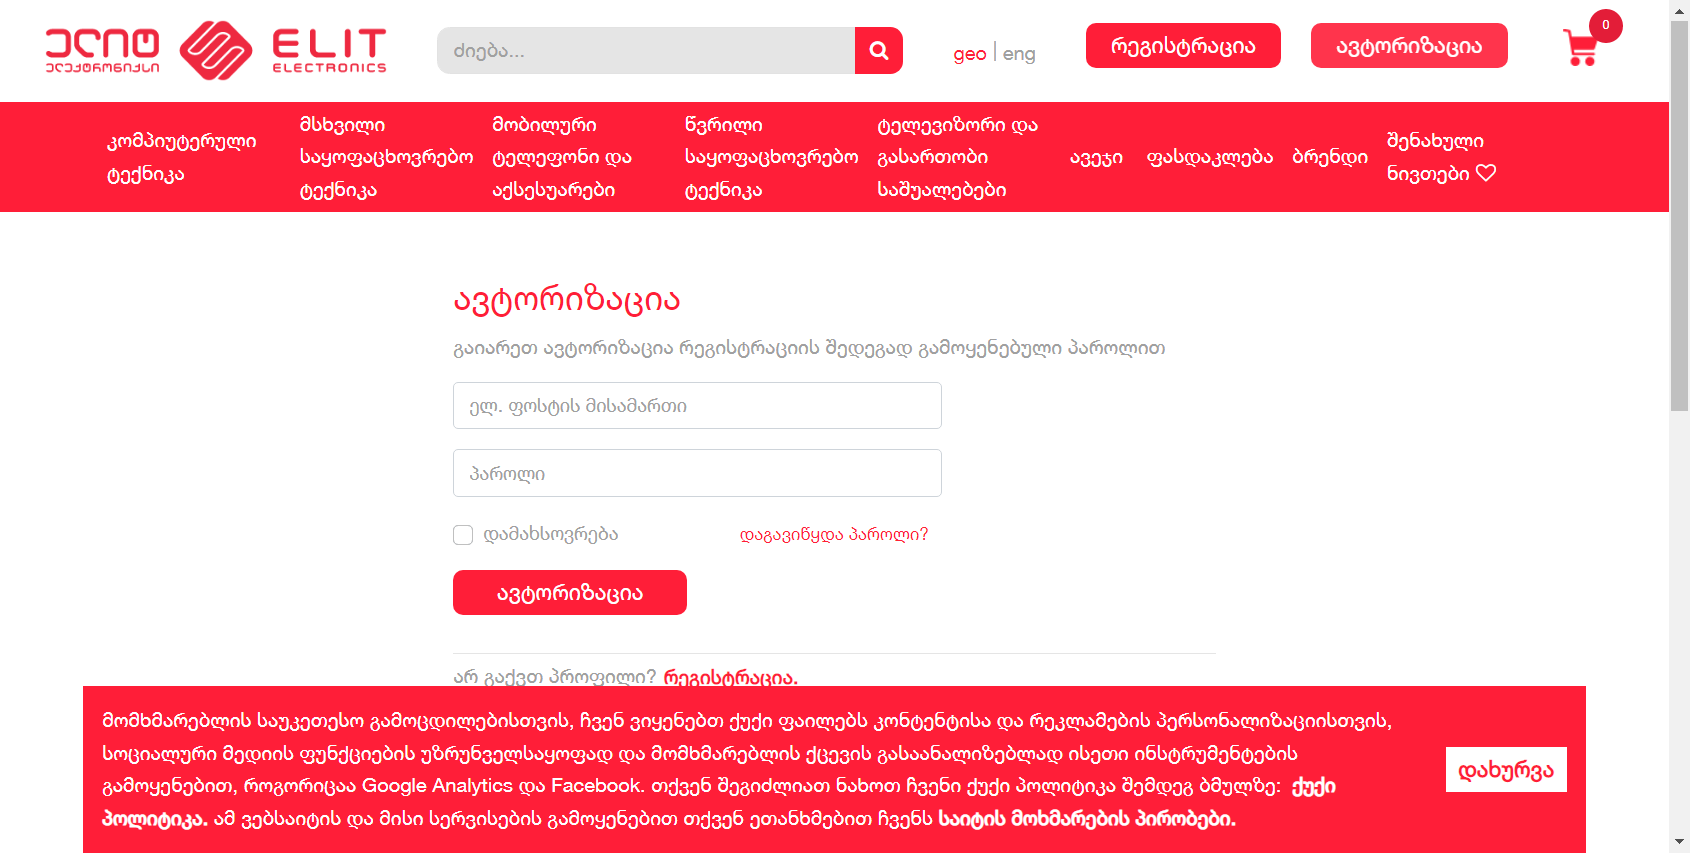 ელიტ
ელექტრონიქსი
ELIT
ELECTRONICS
ძიება...
geo | eng
რეგისტრაცია
ავტორიზაცია
0
კომპიუტერული
ტექნიკა
მსხვილი
საყოფაცხოვრებო
ტექნიკა
მობილური
ტელეფონი და
აქსესუარები
წვრილი
საყოფაცხოვრებო
ტექნიკა
ტელევიზორი და
გასართობი
საშუალებები
ავეჯი
ფასდაკლება
ბრენდი
შენახული
ნივთები
ავტორიზაცია
გაიარეთ ავტორიზაცია რეგისტრაციის შედეგად გამოყენებული პაროლით
ელ. ფოსტის მისამართი
პაროლი
დამახსოვრება
დაგავიწყდა პაროლი?
ავტორიზაცია
არ გაქვთ პროფილი? რეგისტრაცია.
მომხმარებლის საუკეთესო გამოცდილებისთვის, ჩვენ ვიყენებთ ქუქი ფაილებს კონტენტისა და რეკლამების პერსონალიზაციისთვის,
სოციალური მედიის ფუნქციების უზრუნველსაყოფად და მომხმარებლის ქცევის გასაანალიზებლად ისეთი ინსტრუმენტების
გამოყენებით, როგორიცაა Google Analytics და Facebook. თქვენ შეგიძლიათ ნახოთ ჩვენი ქუქი პოლიტიკა შემდეგ ბმულზე: ქუქი
პოლიტიკა. ამ ვებსაიტის და მისი სერვისების გამოყენებით თქვენ ეთანხმებით ჩვენს საიტის მოხმარების პირობები.
დახურვა